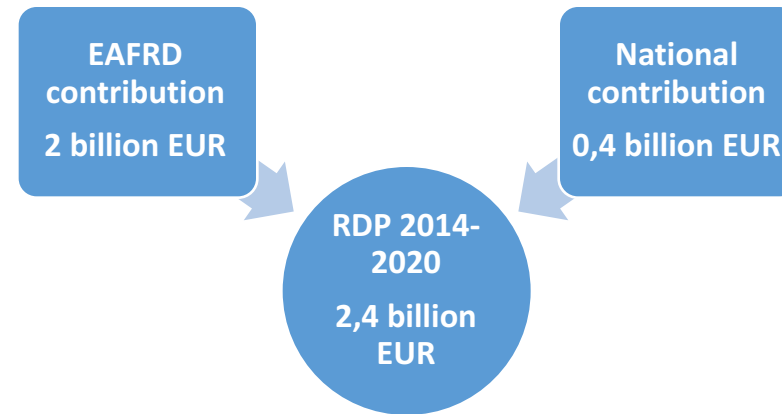 EAFRD
contribution
2 billion EUR
National
contribution
0,4 billion EUR
RDP 2014-
2020
2,4 billion
EUR